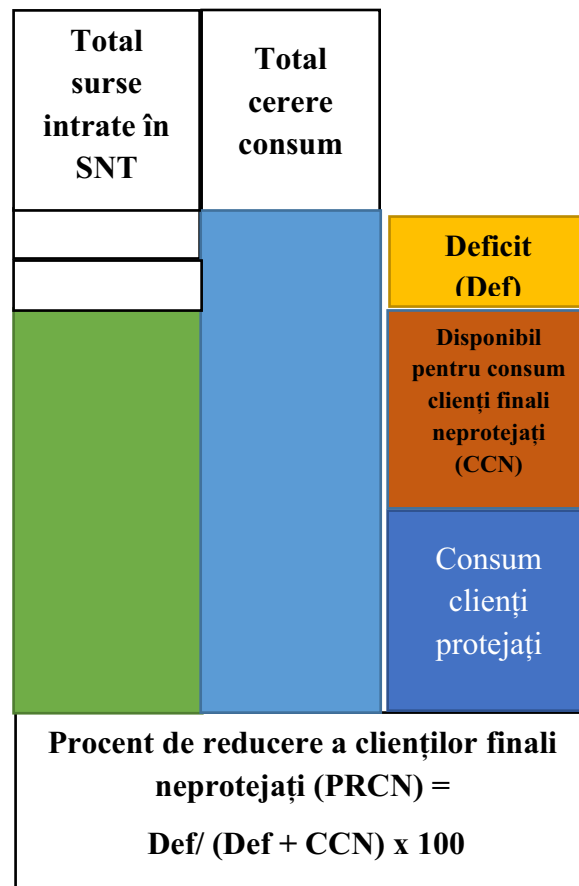 Total
surse
intrate în
SNT
Total
cerere
consum
Deficit
(Def)
Disponibil
pentru consum
clienți finali
neprotejați
(CCN)
Consum
clienți
protejați
Procent de reducere a clienților finali
neprotejați (PRCN) =
Def/ (Def + CCN) x 100